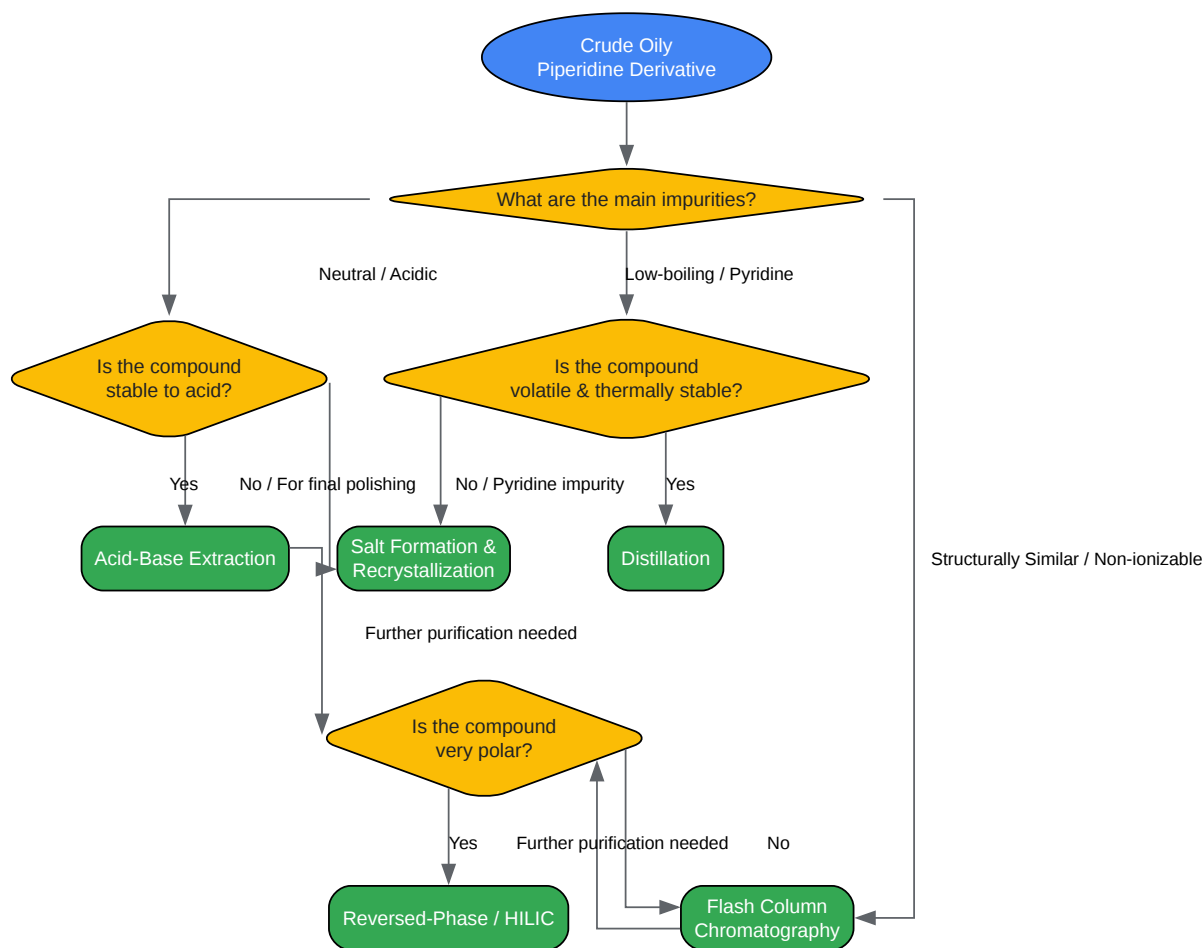 Crude Oily
Piperidine Derivative
What are the main impurities?
Neutral / Acidic
Low-boiling / Pyridine
Is the compound
stable to acid?
Is the compound
volatile & thermally stable?
Yes
No / For final polishing
No / Pyridine impurity
Yes
Acid-Base Extraction
Salt Formation &
Recrystallization
Distillation
Structurally Similar / Non-ionizable
Further purification needed
Is the compound
very polar?
Yes
Further purification needed
No
Reversed-Phase / HILIC
Flash Column
Chromatography